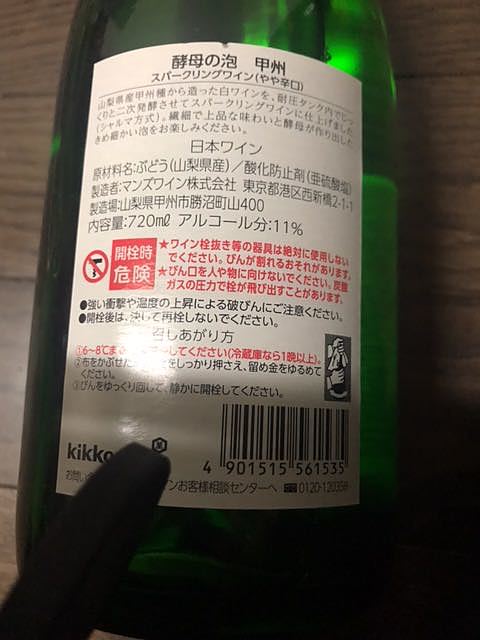 酵母の泡 甲州
スパークリングワイン(やや辛口)
山梨県産甲州種から造った白ワインを、耐圧タンク内でじっ
くりと二次発酵させてスパークリングワインに仕上げました
(シャルマ方式)。繊細で上品な味わいと酵母が作り出した
きめ細かい泡をお楽しみください。
日本ワイン
原材料名:ぶどう(山梨県産)/酸化防止剤(亜硫酸塩)
製造者:マンズワイン株式会社 東京都港区西新橋2-1-1
製造場:山梨県甲州市勝沼町山400
内容量:720㎖ アルコール分:11%
開栓時
危険
★ワイン栓抜き等の器具は絶対に使用しない
でください。びんが割れるおそれがあります。
★びん口を人や物に向けないでください。炭酸
ガスの圧力で栓が飛び出すことがあります。
●強い衝撃や温度の上昇による破びんにご注意ください。
●開栓後は、決して再栓しないでください。
召しあがり方
①6~8℃まで してください(冷蔵庫なら1晩以上)。
②布をかぶせた をしっかり押さえ、留め金をゆるめて
ください。
③びんをゆっくり回して、静かに開栓してください。
kikko
4 901515 561535
お問い インお客様相談センターへ 0120-120358